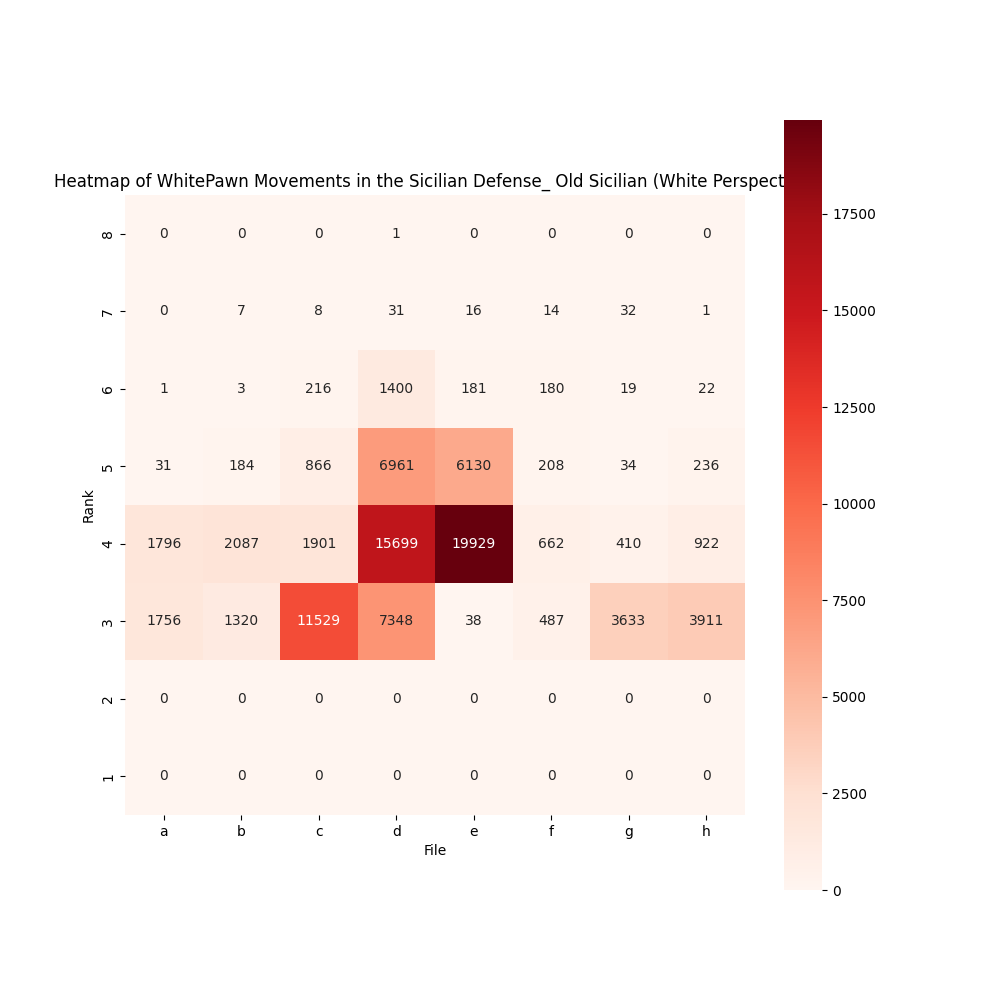 Heatmap of WhitePawn Movements in the Sicilian Defense_ Old Sicilian (White Perspect
8 0 0 0 1 0 0 0 0
7 0 7 8 31 16 14 32 1
6 1 3 216 1400 181 180 19 22
5 31 184 866 6961 6130 208 34 236
Rank
4 1796 2087 1901 15699 19929 662 410 922
3 1756 1320 11529 7348 38 487 3633 3911
2 0 0 0 0 0 0 0 0
1 0 0 0 0 0 0 0 0
a b c d e f g h
File
17500
15000
12500
10000
7500
5000
2500
0